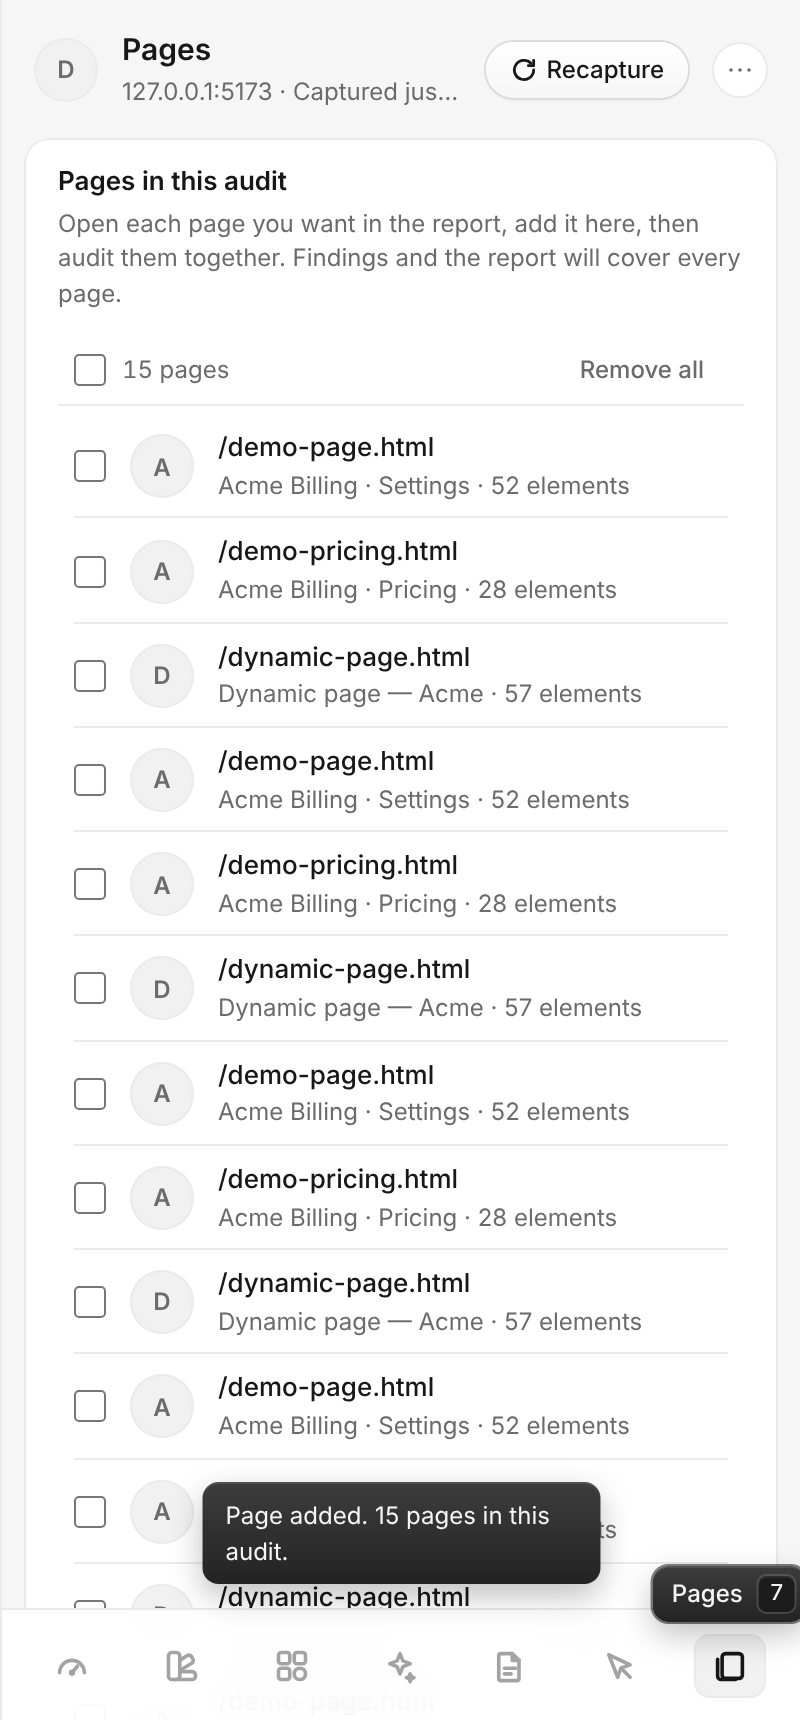 D
Pages
127.0.0.1:5173 · Captured jus...
Recapture
Pages in this audit
Open each page you want in the report, add it here, then
audit them together. Findings and the report will cover every
page.
15 pages
Remove all
A
/demo-page.html
Acme Billing · Settings · 52 elements
A
/demo-pricing.html
Acme Billing · Pricing · 28 elements
D
/dynamic-page.html
Dynamic page — Acme · 57 elements
A
/demo-page.html
Acme Billing · Settings · 52 elements
A
/demo-pricing.html
Acme Billing · Pricing · 28 elements
D
/dynamic-page.html
Dynamic page — Acme · 57 elements
A
/demo-page.html
Acme Billing · Settings · 52 elements
A
/demo-pricing.html
Acme Billing · Pricing · 28 elements
D
/dynamic-page.html
Dynamic page — Acme · 57 elements
A
/demo-page.html
Acme Billing · Settings · 52 elements
A
Page added. 15 pages in this
audit.
/dynamic-page.html
Pages 7
/demo-page.html